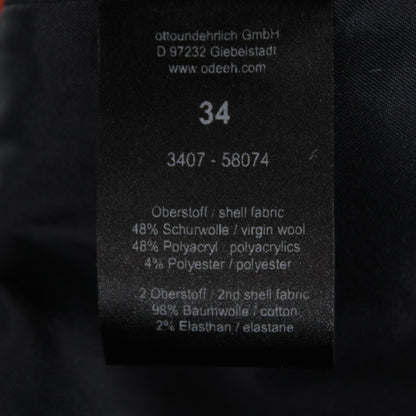 ottoundehrlich GmbH
D 97232 Giebelstadt
www.odeeh.com
34
3407 - 58074
Oberstoff / shell fabric
48% Schurwolle / virgin wool
48% Polyacryl / polyacrylics
4% Polyester / polyester
2 Oberstoff / 2nd shell fabric
98% Baumwolle / cotton
2% Elasthan / elastane